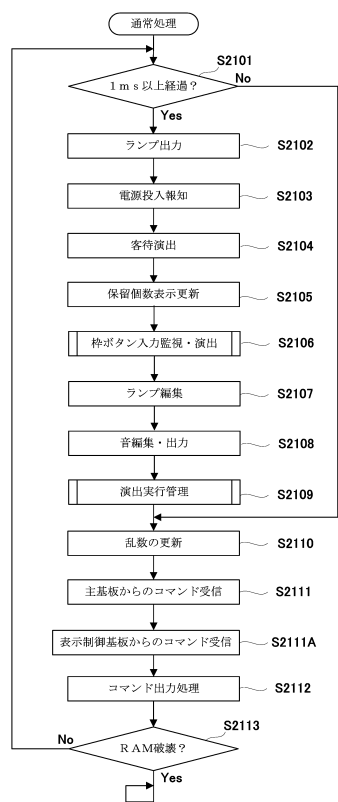 通常処理
S2101
1ms以上経過?
No
Yes
ランプ出力
S2102
電源投入報知
S2103
客待演出
S2104
保留個数表示更新
S2105
枠ボタン入力監視・演出
S2106
ランプ編集
S2107
音編集・出力
S2108
演出実行管理
S2109
乱数の更新
S2110
主基板からのコマンド受信
S2111
表示制御基板からのコマンド受信
S2111A
コマンド出力処理
S2112
S2113
No
RAM破壊?
Yes